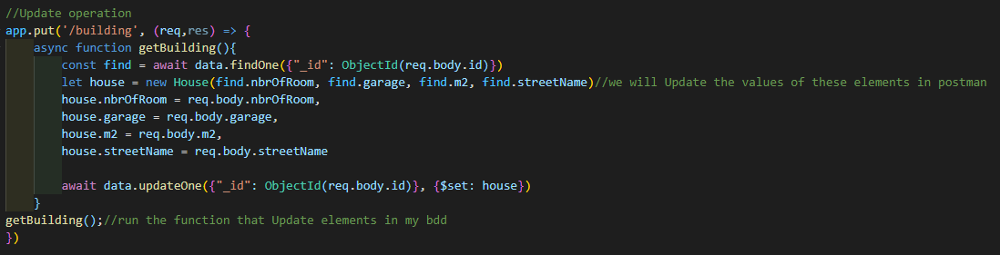 //Update operation
app.put('/building', (req,res) => {
    async function getBuilding(){
        const find = await data.findOne({"_id": ObjectId(req.body.id)})
        let house = new House(find.nbrOfRoom, find.garage, find.m2, find.streetName)//we will Update the values of these elements in postman
        house.nbrOfRoom = req.body.nbrOfRoom,
        house.garage = req.body.garage,
        house.m2 = req.body.m2,
        house.streetName = req.body.streetName

        await data.updateOne({"_id": ObjectId(req.body.id)}, {$set: house})
    }
getBuilding();//run the function that Update elements in my bdd
})